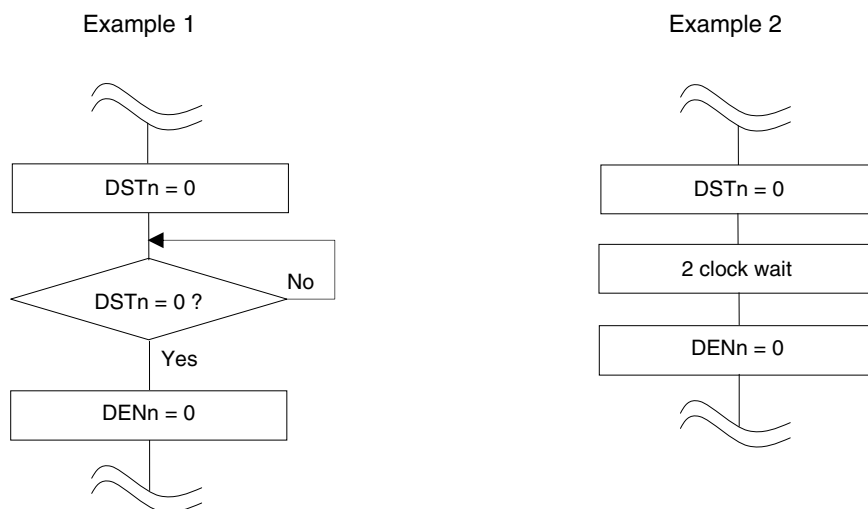 Example 1
DSTn = 0
DSTn = 0 ?
No
Yes
DENn = 0
Example 2
DSTn = 0
2 clock wait
DENn = 0